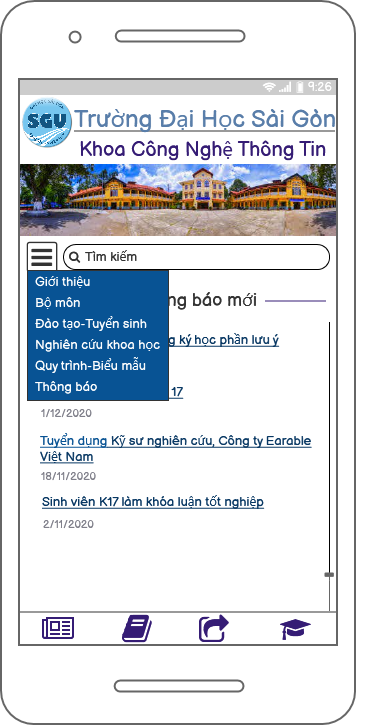 9:26
SGU
Trường Đại Học Sài Gòn
Khoa Công Nghệ Thông Tin
Tìm kiếm
Giới thiệu
Bộ môn
Đào tạo-Tuyển sinh
Nghiên cứu khoa học
Quy trình-Biểu mẫu
Thông báo
ng báo mới
g ký học phần lưu ý
17
1/12/2020
Tuyển dụng Kỹ sư nghiên cứu, Công ty Earable
Việt Nam
18/11/2020
Sinh viên K17 làm khóa luận tốt nghiệp
2/11/2020